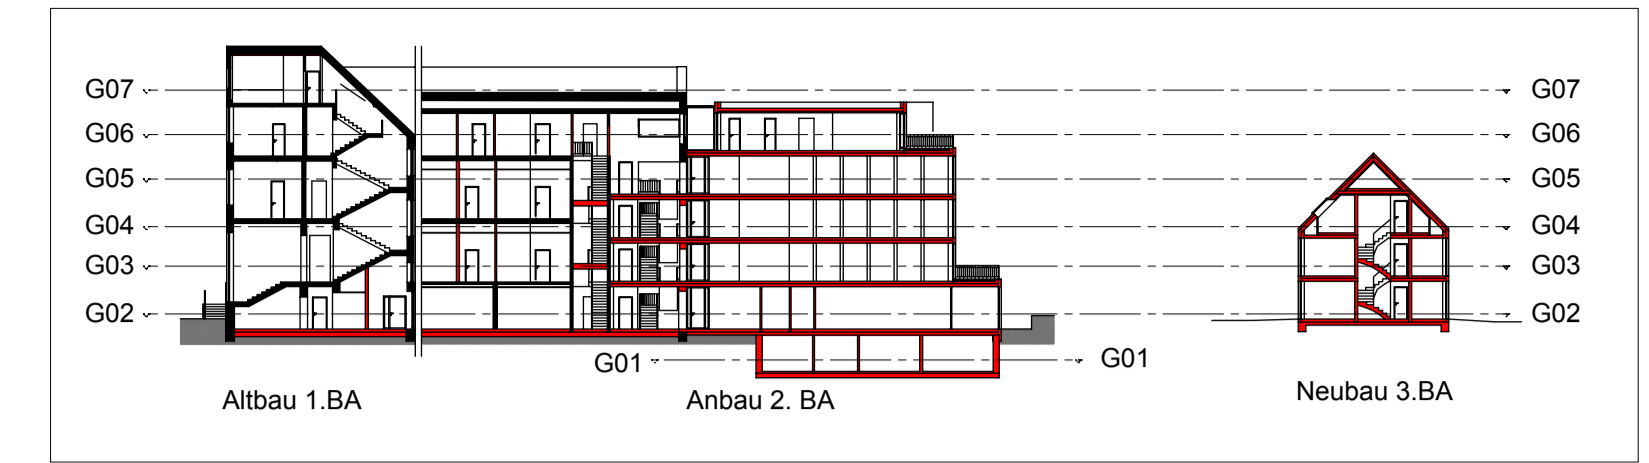 G07 G07
G06 G06
G05 G05
G04 G04
G03 G03
G02 G02
G01 G01
Altbau 1.BA Anbau 2. BA Neubau 3.BA